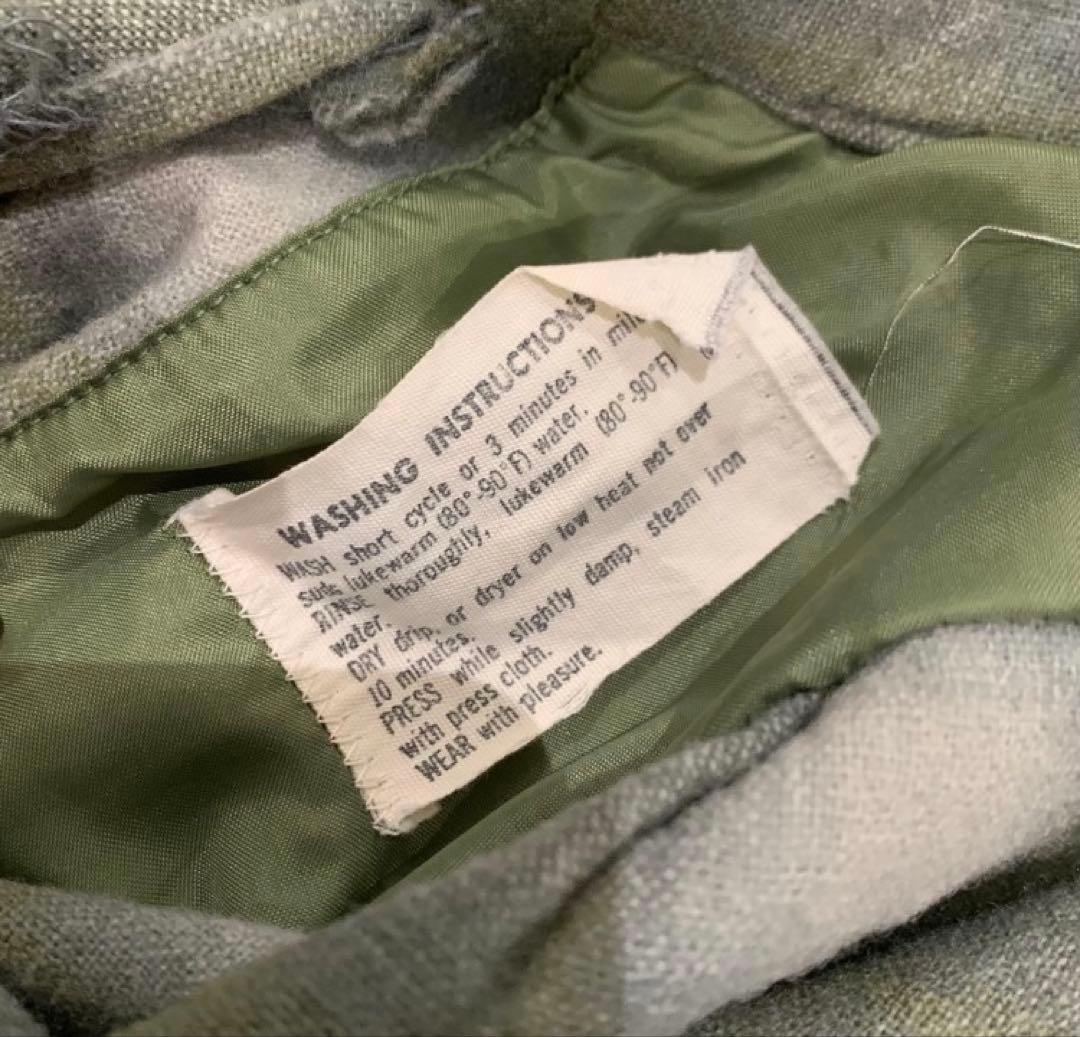 WASHING INSTRUCTIONS
WASH short cycle or 3 minutes in mild
suds, lukewarm (80°-90°F) water.
RINSE thoroughly, lukewarm (80°-90°F)
water.
DRY drip, or dryer on low heat not over
10 minutes.
PRESS while slightly damp, steam iron
with press cloth.
WEAR with pleasure.